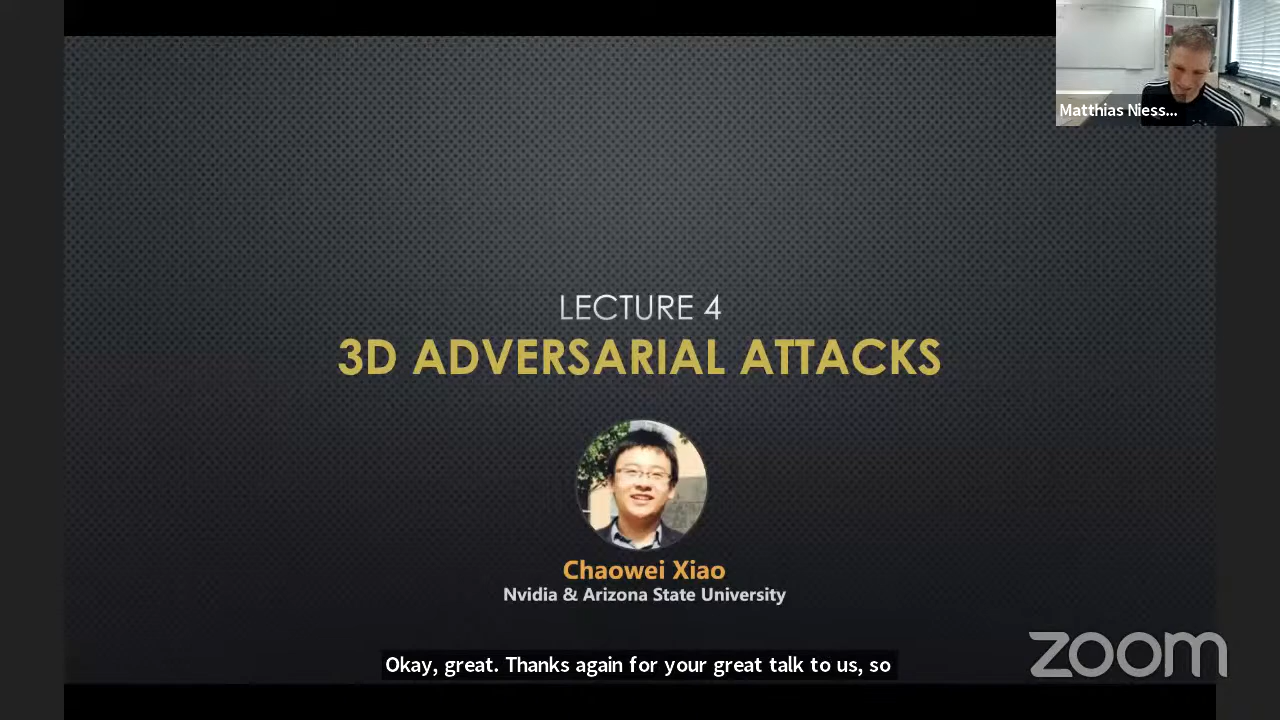 Matthias Niess...
LECTURE 4
3D ADVERSARIAL ATTACKS
Chaowei Xiao
Nvidia & Arizona State University
Okay, great. Thanks again for your great talk to us, so
zoom